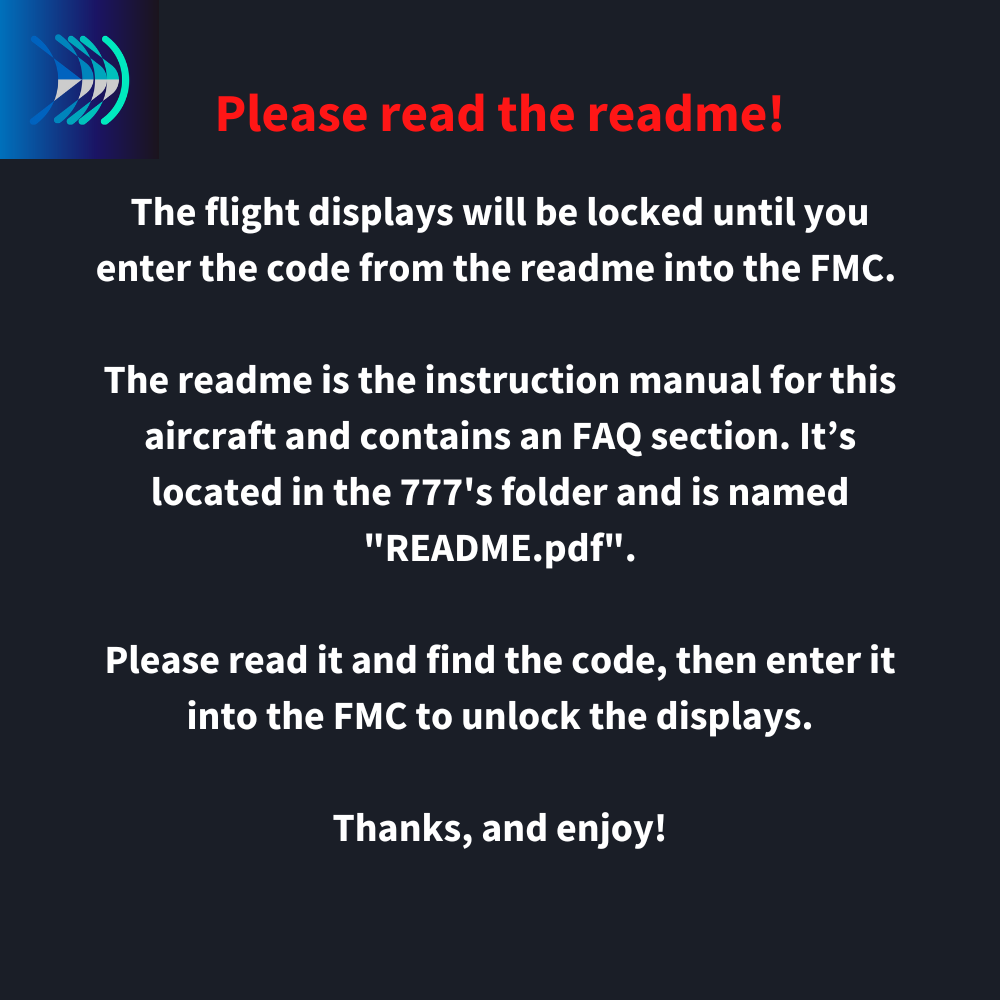 Please read the readme!
The flight displays will be locked until you
enter the code from the readme into the FMC.
The readme is the instruction manual for this
aircraft and contains an FAQ section. It’s
located in the 777's folder and is named
"README.pdf".
Please read it and find the code, then enter it
into the FMC to unlock the displays.
Thanks, and enjoy!